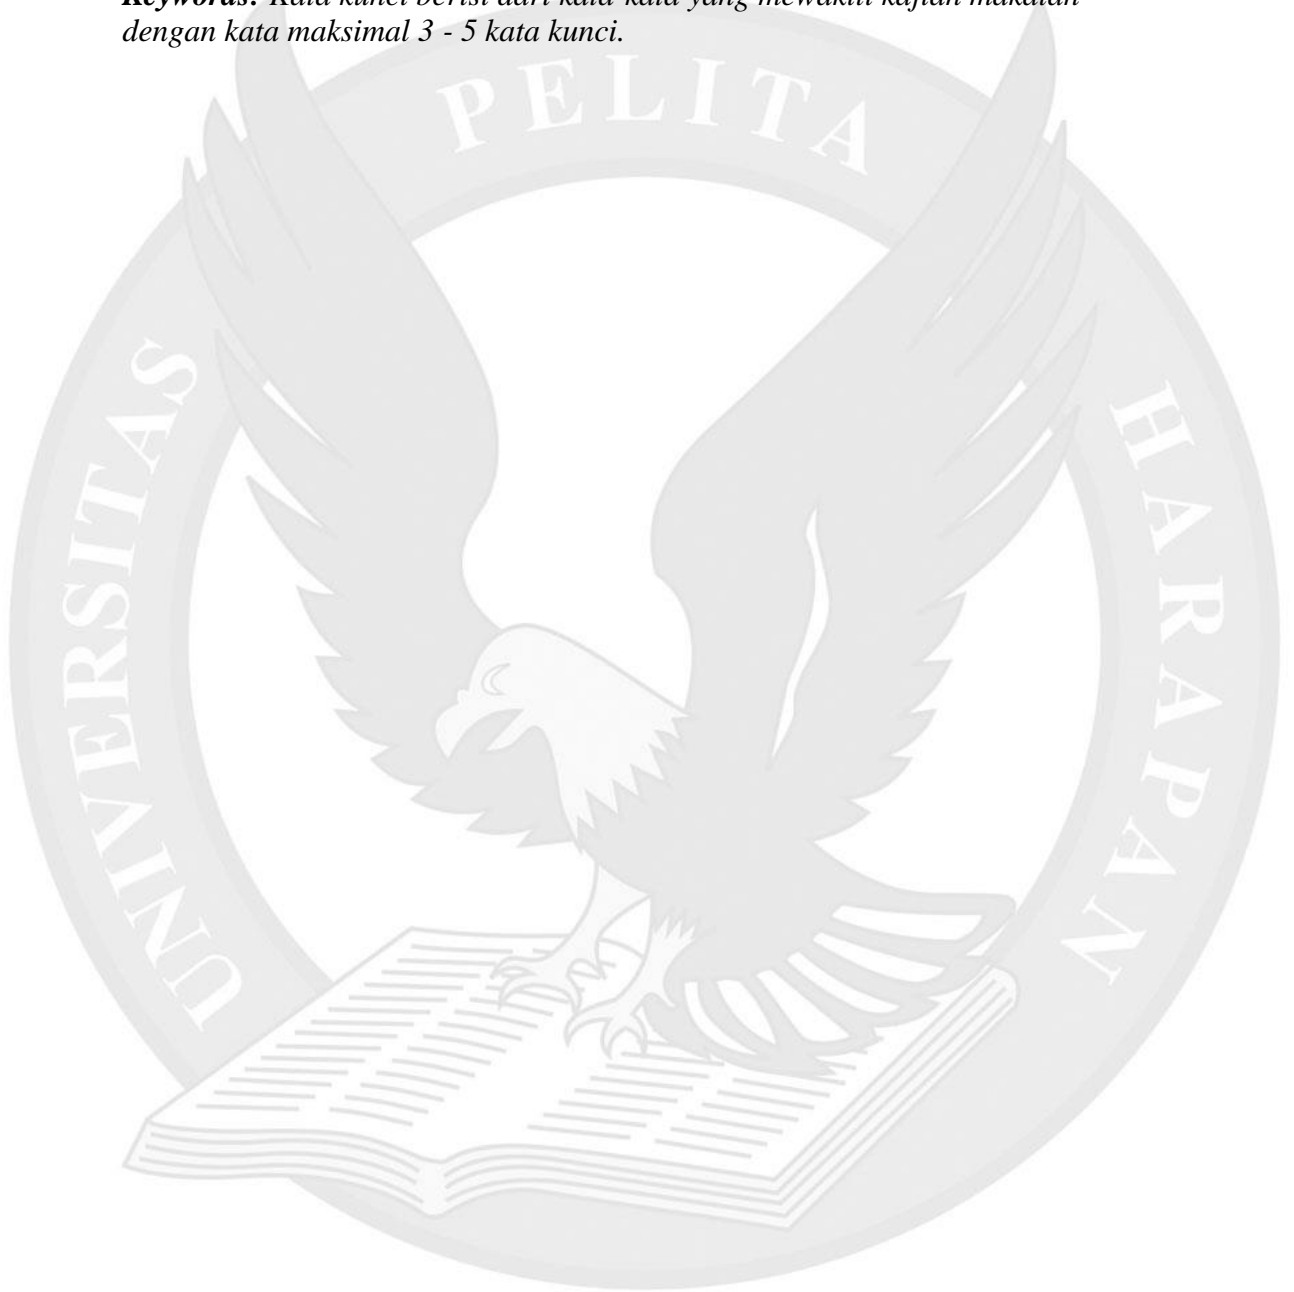 Keywords: Kata kunci berisi dari kata-kata yang mewakili kajian makalah
dengan kata maksimal 3 - 5 kata kunci.
PELITA
UNIVERSITAS
HARAPAN